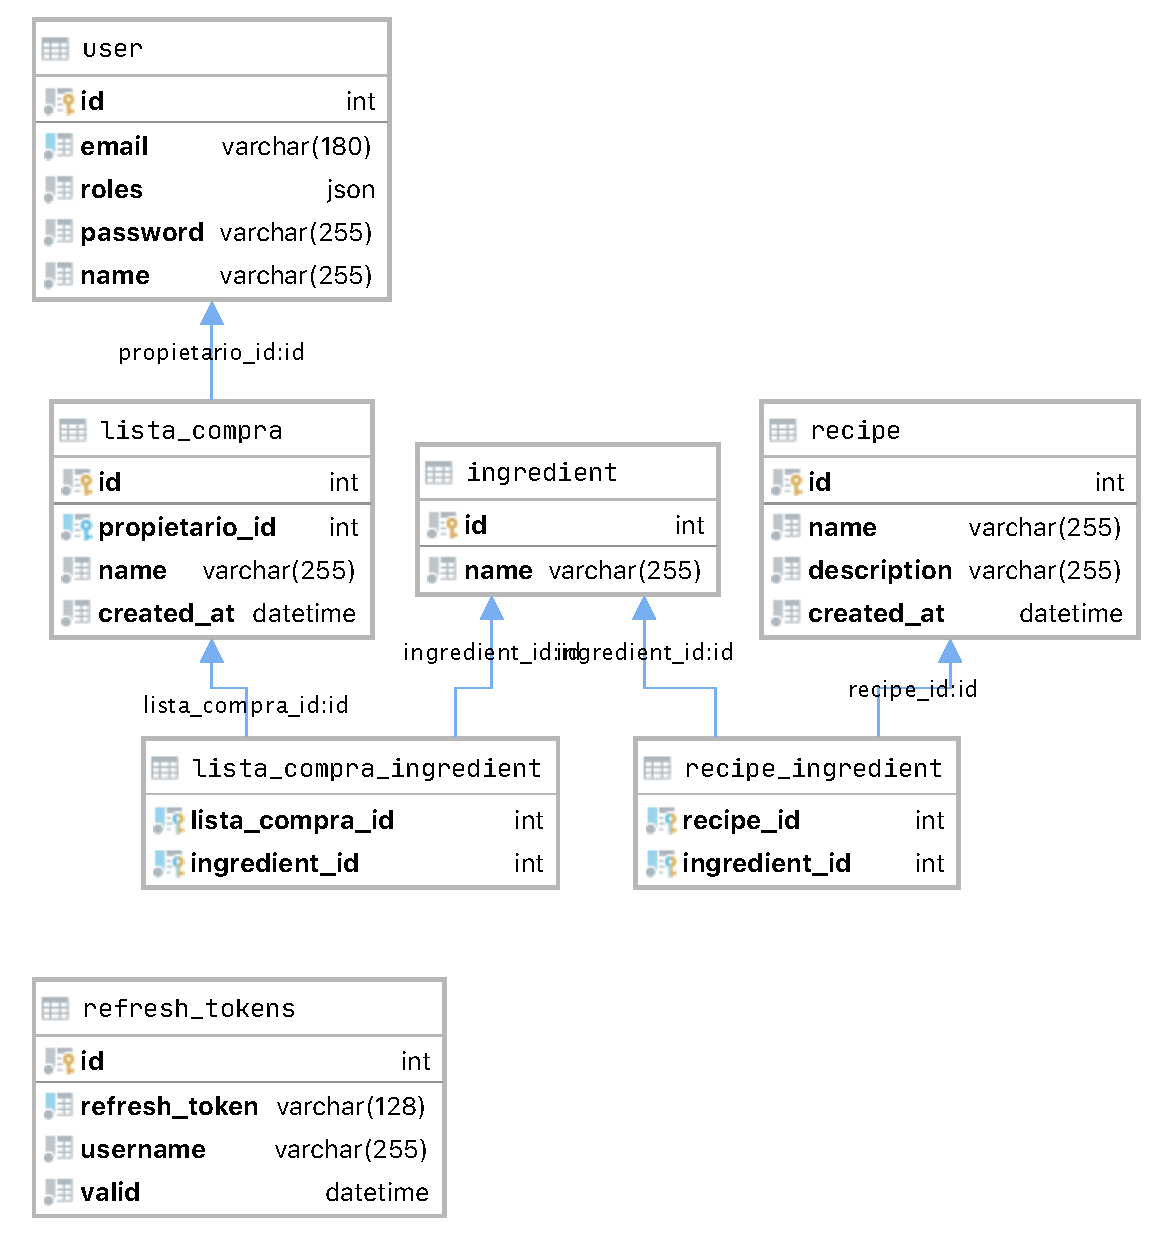 user
id int
email varchar(180)
roles json
password varchar(255)
name varchar(255)
propietario_id:id
lista_compra
id int
propietario_id int
name varchar(255)
created_at datetime
ingredient
id int
name varchar(255)
recipe
id int
name varchar(255)
description varchar(255)
created_at datetime
ingredient_id:id
ingredient_id:id
recipe_id:id
lista_compra_id:id
lista_compra_ingredient
lista_compra_id int
ingredient_id int
recipe_ingredient
recipe_id int
ingredient_id int
refresh_tokens
id int
refresh_token varchar(128)
username varchar(255)
valid datetime